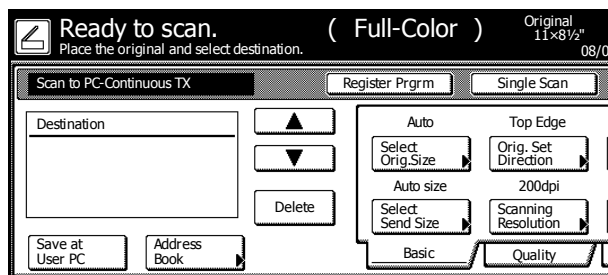 Ready to scan. ( Full-Color ) Original
11×8½"
Place the original and select destination. 08/0
Scan to PC-Continuous TX
Register Prgrm
Single Scan
Destination
Auto
Top Edge
Select
Orig.Size
Orig. Set
Direction
Auto size
200dpi
Delete
Select
Send Size
Scanning
Resolution
Save at
User PC
Address
Book
Basic
Quality